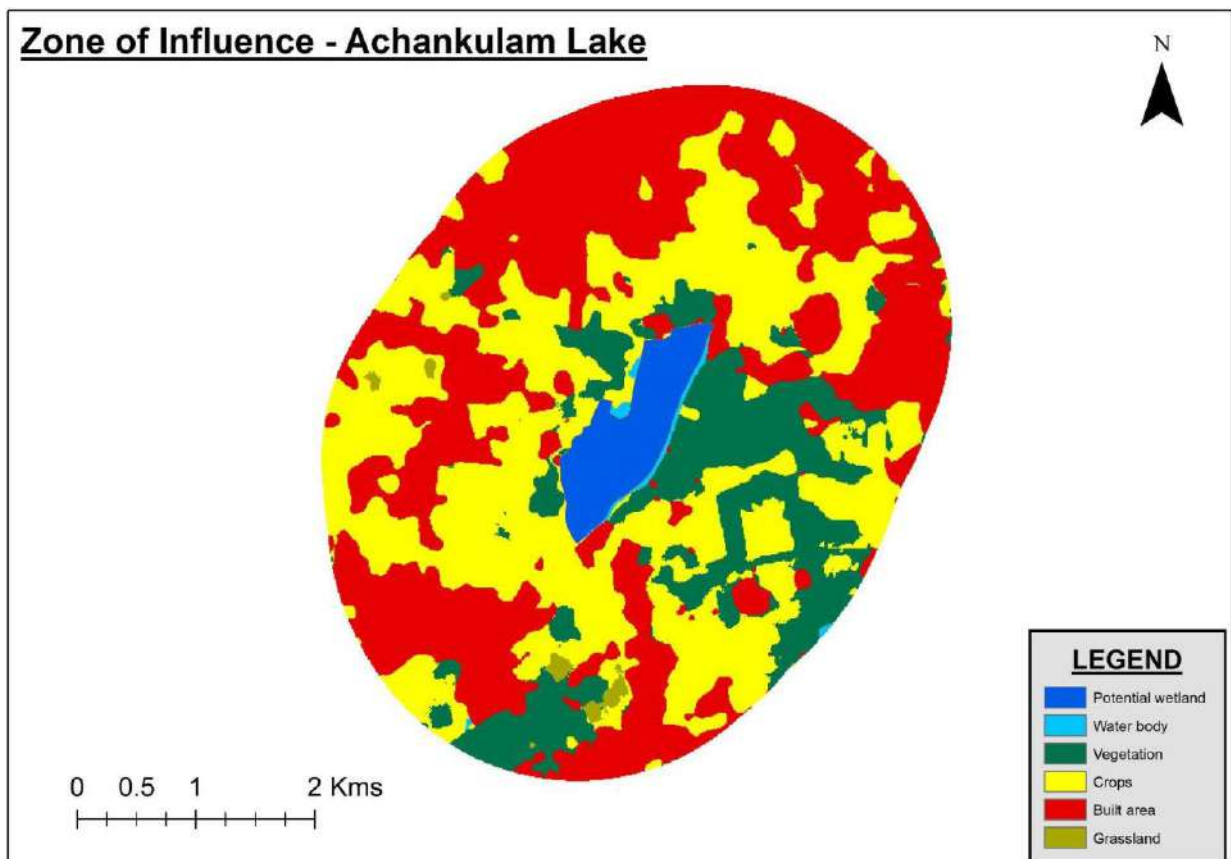 Zone of Influence - Achankulam Lake
N
LEGEND
Potential wetland
Water body
Vegetation
Crops
Built area
Grassland
0 0.5 1 2 Kms